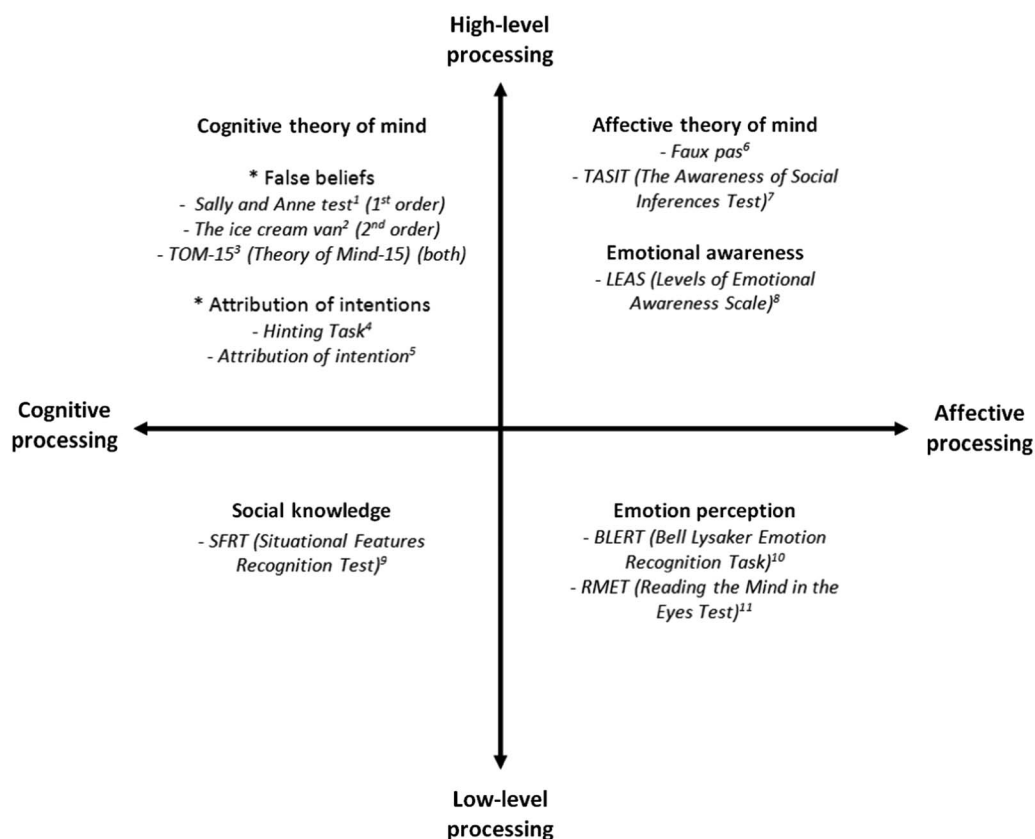 High-level
processing
Cognitive theory of mind
* False beliefs
- Sally and Anne test¹ (1ˢᵗ order)
- The ice cream van² (2ⁿᵈ order)
- TOM-15³ (Theory of Mind-15) (both)
* Attribution of intentions
- Hinting Task⁴
- Attribution of intention⁵
Affective theory of mind
- Faux pas⁶
- TASIT (The Awareness of Social
Inferences Test)⁷
Emotional awareness
- LEAS (Levels of Emotional
Awareness Scale)⁸
Cognitive
processing
Affective
processing
Social knowledge
- SFRT (Situational Features
Recognition Test)⁹
Emotion perception
- BLERT (Bell Lysaker Emotion
Recognition Task)¹⁰
- RMET (Reading the Mind in the
Eyes Test)¹¹
Low-level
processing